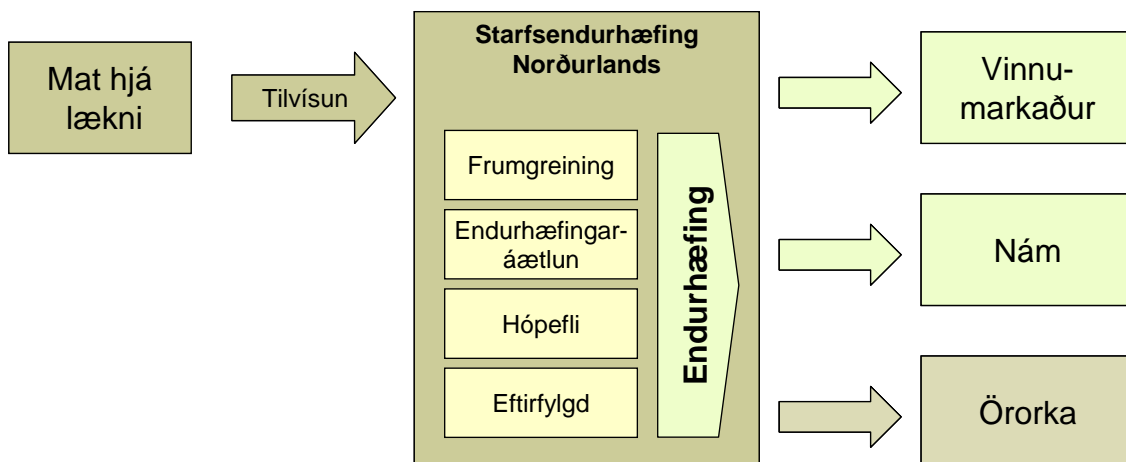 Mat hjá
lækni
Tilvísun
Starfsendurhæfing
Norðurlands
Frumgreining
Endurhæfingar-
áætlun
Hópefli
Eftirfylgd
Endurhæfing
Vinnu-
markaður
Nám
Örorka